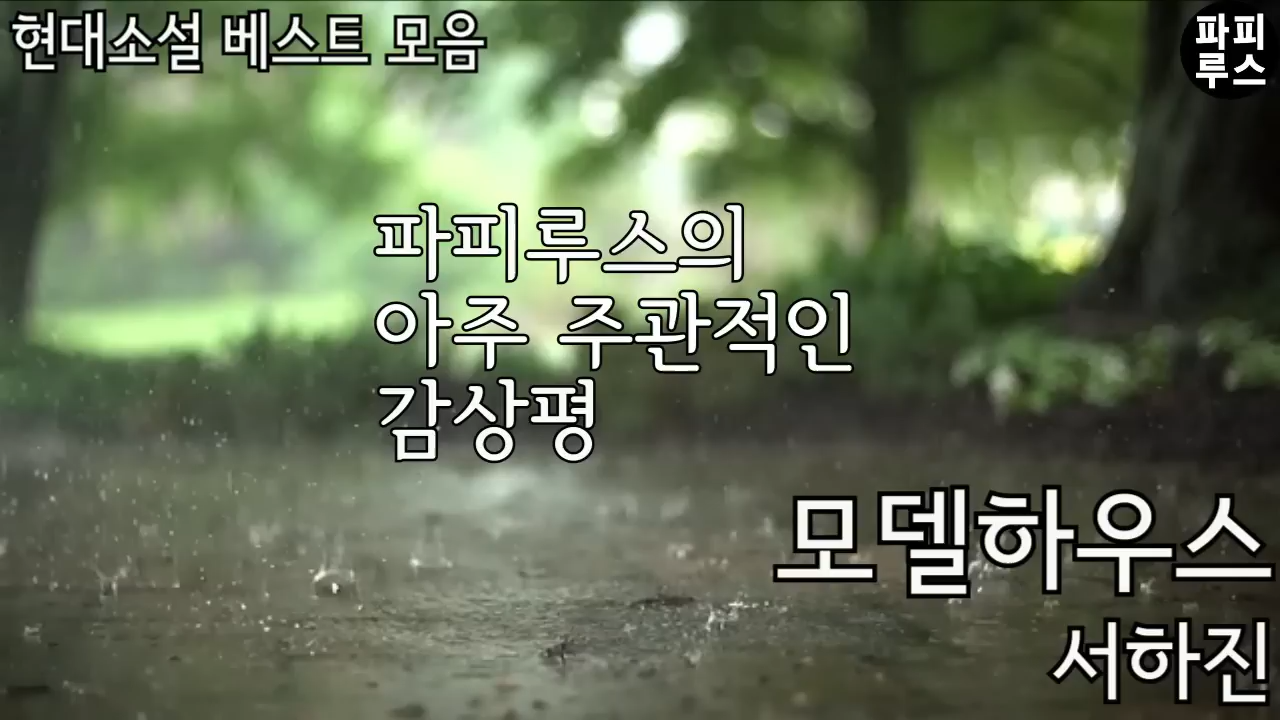 현대소설 베스트 모음
파피
루스
파피루스의
아주 주관적인
감상평
모델하우스
서하진